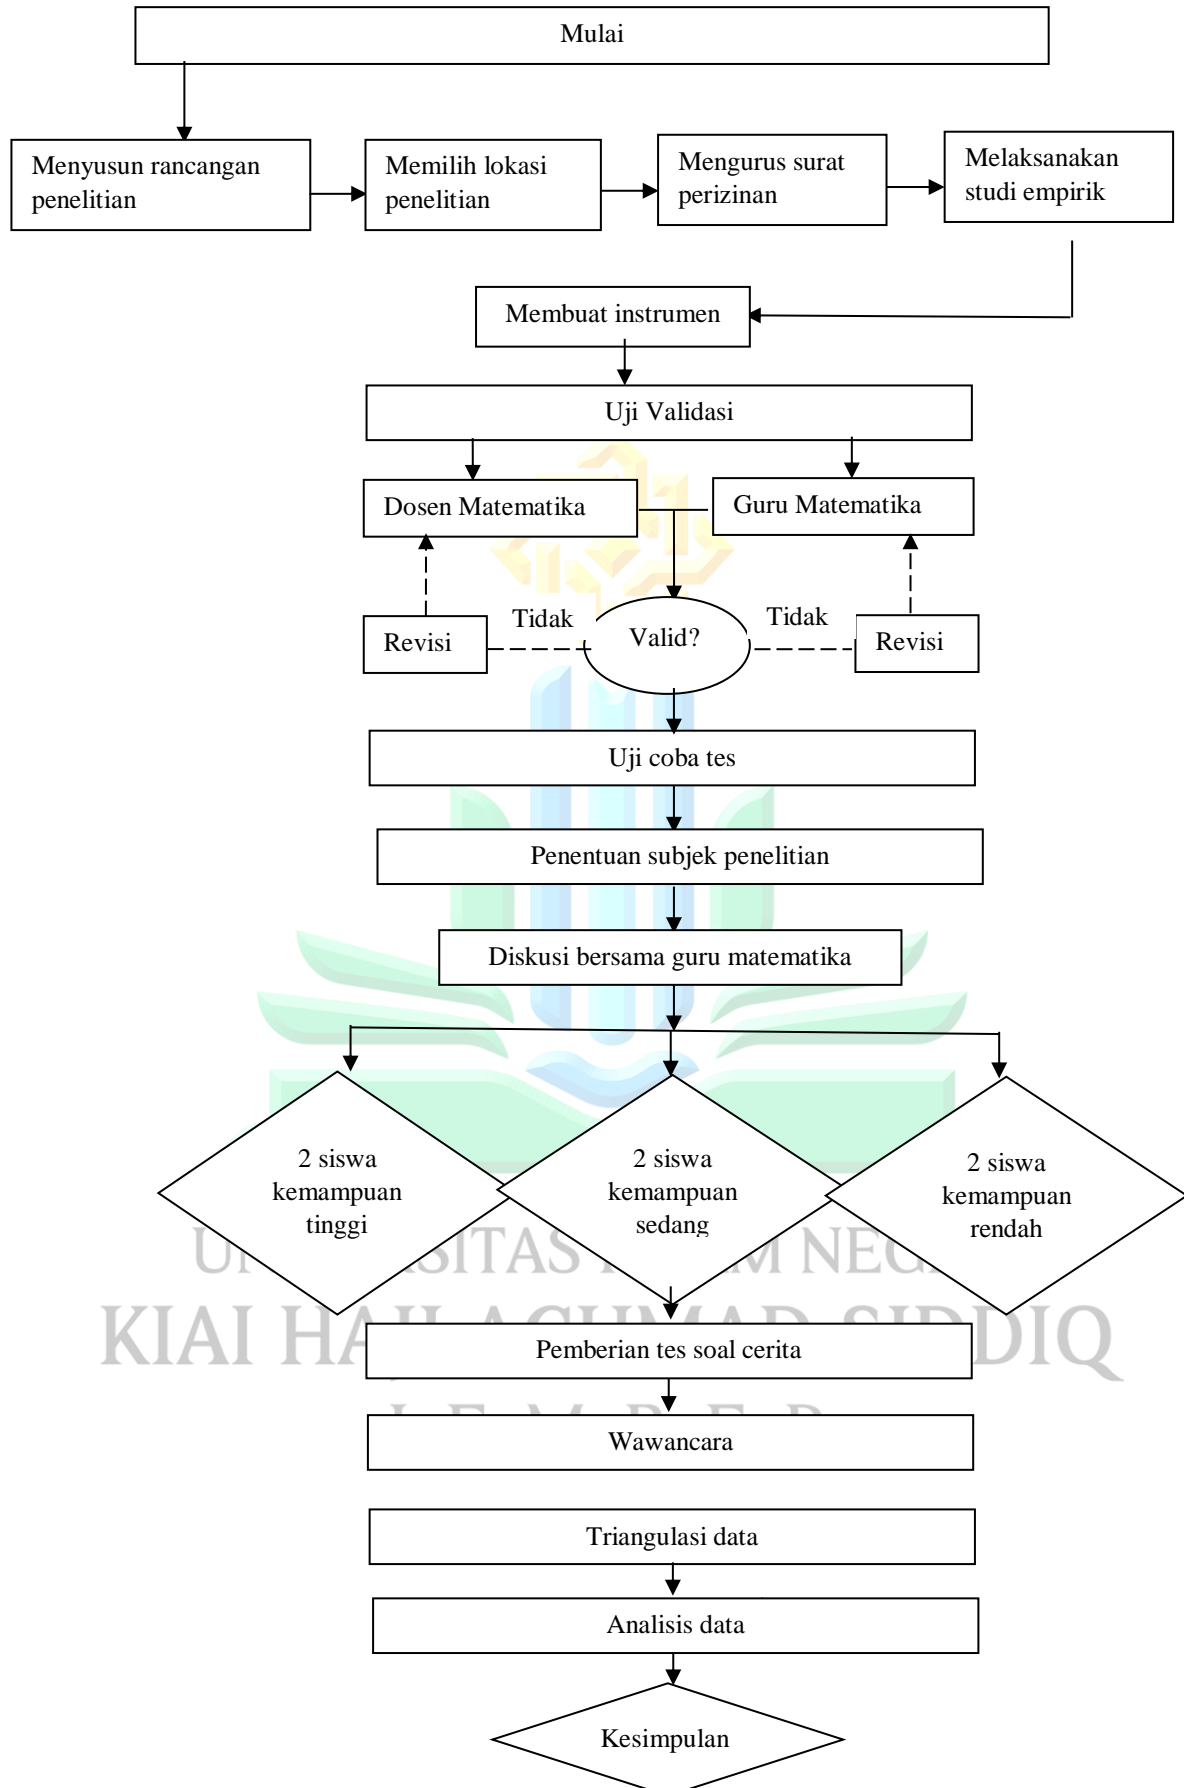 Mulai
Menyusun rancangan
penelitian
Memilih lokasi
penelitian
Mengurus surat
perizinan
Melaksanakan
studi empirik
Membuat instrumen
Uji Validasi
Dosen Matematika
Guru Matematika
Revisi
Tidak
Valid?
Tidak
Revisi
Uji coba tes
Penentuan subjek penelitian
Diskusi bersama guru matematika
2 siswa
kemampuan
tinggi
2 siswa
kemampuan
sedang
2 siswa
kemampuan
rendah
KIAI
Pemberian tes soal cerita
Wawancara
Triangulasi data
Analisis data
Kesimpulan